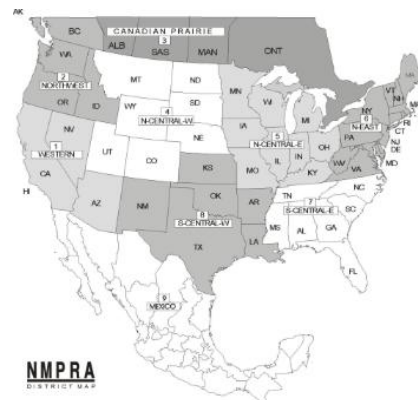 AK
BC
CANADIAN PRAIRIE
3
ALB
SAS
MAN
ONT
WA
2
NORTHWEST
OR
ID
MT
ND
MN
WY
SD
4
N-CENTRAL-W
NE
WI
MI
IA
5
N-CENTRAL-E
IL
IN
OH
KY
MO
VT
NH
NY
6
N-EAST
RI
CT
NJ
DE
MD
PA
WV
VA
NV
1
WESTERN
CA
HI
UT
CO
AZ
NM
KS
OK
AR
8
S-CENTRAL-W
TX
LA
TN
NC
7
S-CENTRAL-E
SC
MS
AL
GA
FL
9
MEXICO
NMPRA
DISTRICT MAP